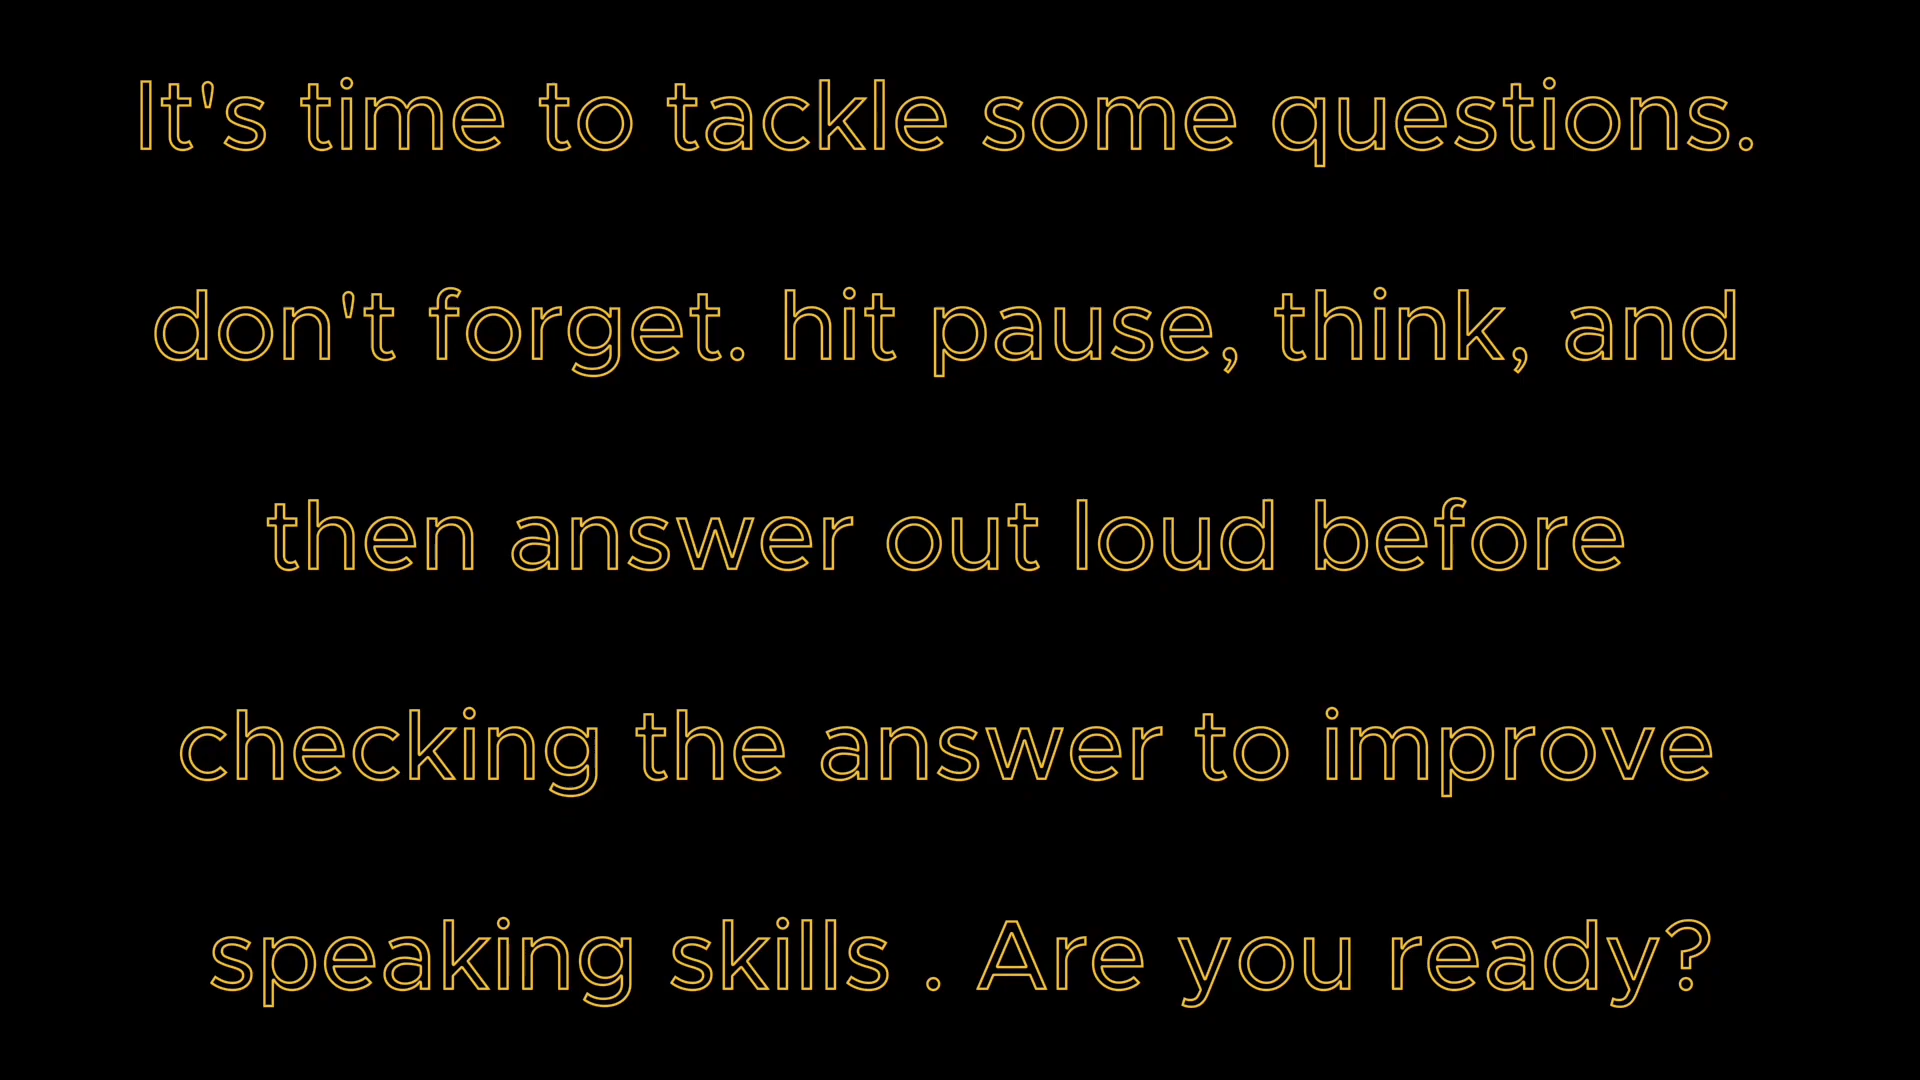 It's time to tackle some questions.
don't forget. hit pause, think, and
then answer out loud before
checking the answer to improve
speaking skills . Are you ready?